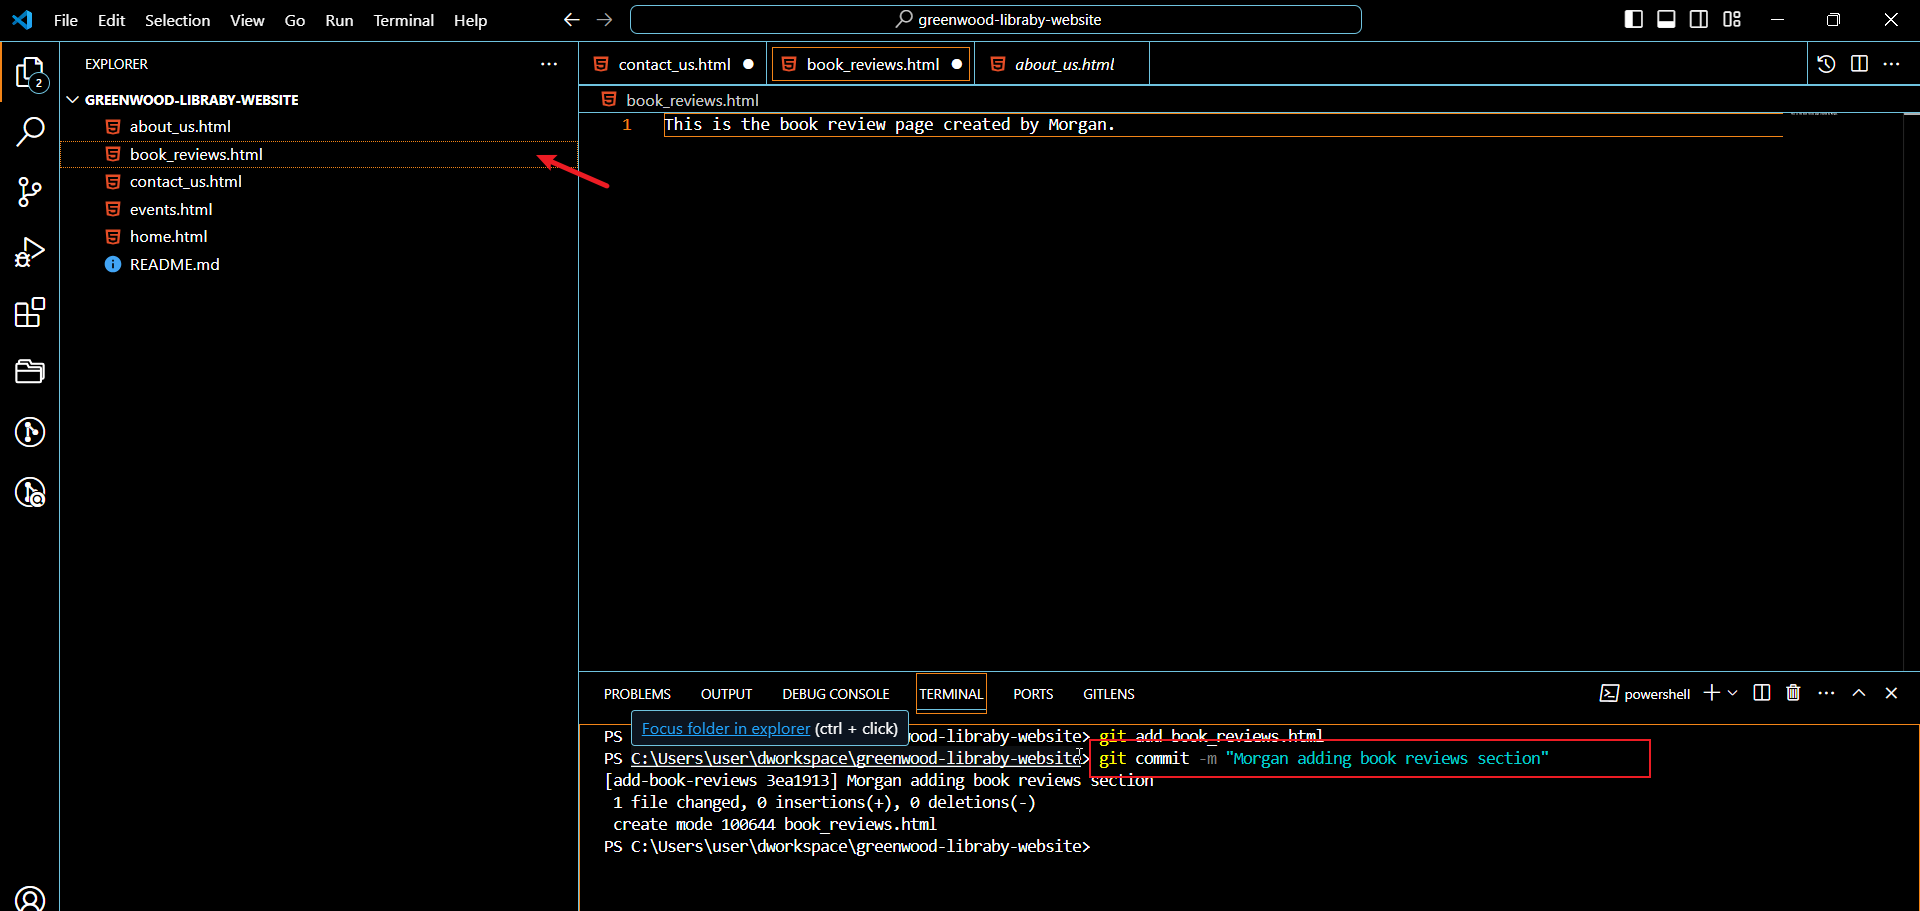 File Edit Selection View Go Run Terminal Help
greenwood-libraby-website
EXPLORER
2
GREENWOOD-LIBRABY-WEBSITE
about_us.html
book_reviews.html
contact_us.html
events.html
home.html
README.md
contact_us.html
book_reviews.html
about_us.html
book_reviews.html
1 This is the book review page created by Morgan.
PROBLEMS OUTPUT DEBUG CONSOLE TERMINAL PORTS GITLENS
powershell
Focus folder in explorer (ctrl + click)
PS wood-libraby-website> git add book_reviews.html
PS C:\Users\user\dworkspace\greenwood-libraby-website> git commit -m "Morgan adding book reviews section"
[add-book-reviews 3ea1913] Morgan adding book reviews section
1 file changed, 0 insertions(+), 0 deletions(-)
create mode 100644 book_reviews.html
PS C:\Users\user\dworkspace\greenwood-libraby-website>